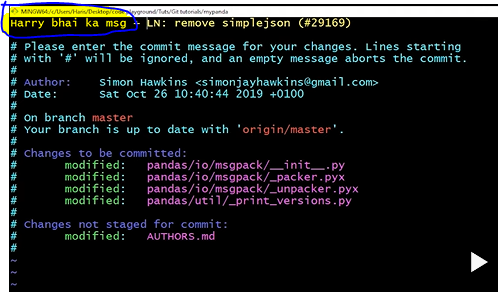 MINGW64:/c/Users/Haris/Desktop/code playground/Tuts/Git tutorials/mypanda
Harry bhai ka msg - LN: remove simplejson (#29169)
# Please enter the commit message for your changes. Lines starting
# with '#' will be ignored, and an empty message aborts the commit.
#
# Author:    Simon Hawkins <simonjayhawkins@gmail.com>
# Date:      Sat Oct 26 10:40:44 2019 +0100
#
# On branch master
# Your branch is up to date with 'origin/master'.
#
# Changes to be committed:
#       modified:   pandas/io/msgpack/__init__.py
#       modified:   pandas/io/msgpack/_packer.pyx
#       modified:   pandas/io/msgpack/_unpacker.pyx
#       modified:   pandas/util/_print_versions.py
#
# Changes not staged for commit:
#       modified:   AUTHORS.md
#
~
~
~